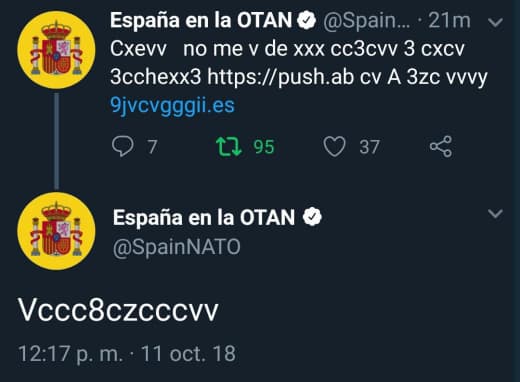 España en la OTAN @Spain... · 21m
Cxevv no me v de xxx cc3cvv 3 cxcv
3cchexx3 https://push.ab cv A 3zc vvvy
9jvcvgggii.es
7 95 37
España en la OTAN
@SpainNATO
Vccc8czcccvv
12:17 p. m. · 11 oct. 18